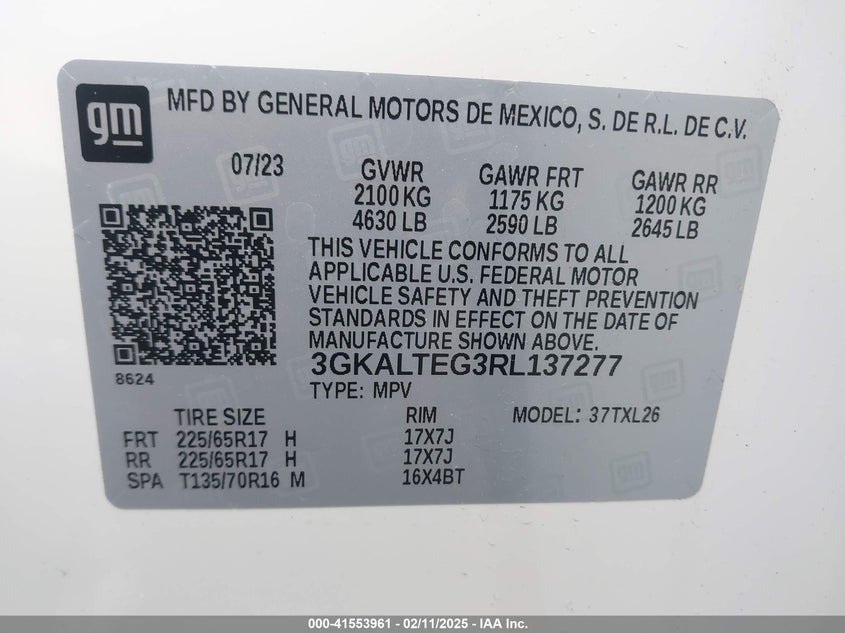 gm MFD BY GENERAL MOTORS DE MEXICO, S. DE R.L. DE C.V.
07/23 GVWR GAWR FRT GAWR RR
2100 KG 1175 KG 1200 KG
4630 LB 2590 LB 2645 LB
THIS VEHICLE CONFORMS TO ALL
APPLICABLE U.S. FEDERAL MOTOR
VEHICLE SAFETY AND THEFT PREVENTION
STANDARDS IN EFFECT ON THE DATE OF
MANUFACTURE SHOWN ABOVE.
3GKALTEG3RL137277
8624 TYPE: MPV
TIRE SIZE RIM MODEL: 37TXL26
FRT 225/65R17 H 17X7J
RR 225/65R17 H 17X7J
SPA T135/70R16 M 16X4BT
000-41553961 - 02/11/2025 - IAAI.com